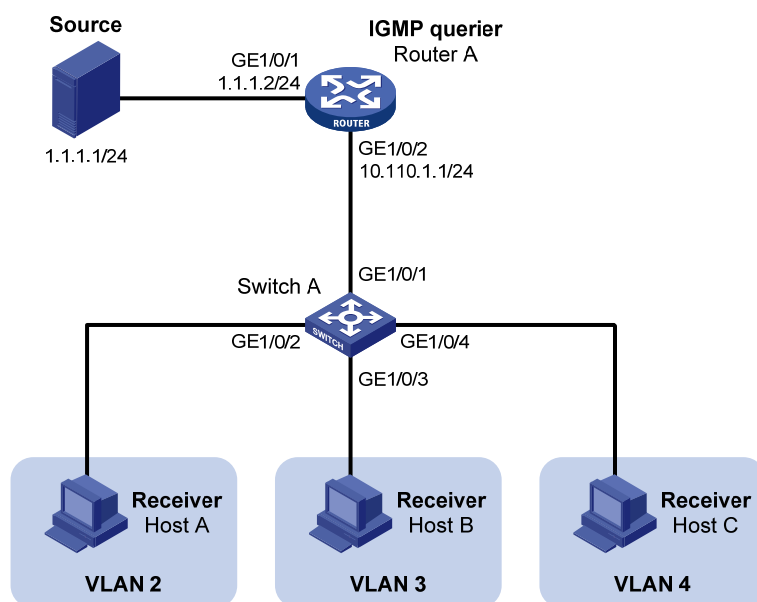 Source
IGMP querier
Router A
GE1/0/1
1.1.1.2/24
ROUTER
1.1.1.1/24
GE1/0/2
10.110.1.1/24
GE1/0/1
Switch A
SWITCH
GE1/0/2
GE1/0/4
GE1/0/3
Receiver
Host A
VLAN 2
Receiver
Host B
VLAN 3
Receiver
Host C
VLAN 4